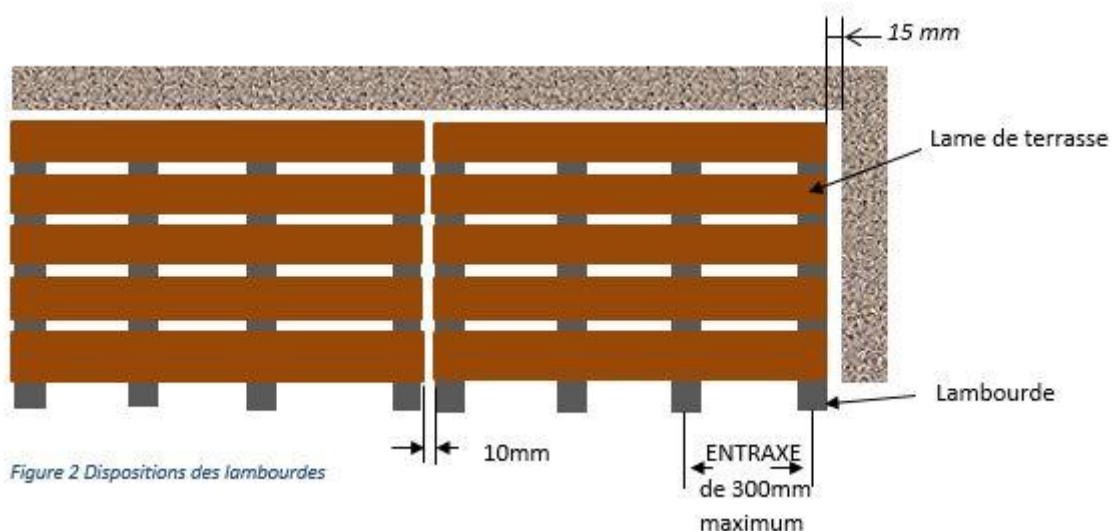 15 mm
Lame de terrasse
Lambourde
10mm
ENTRAXE
de 300mm
maximum
Figure 2 Dispositions des lambourdes